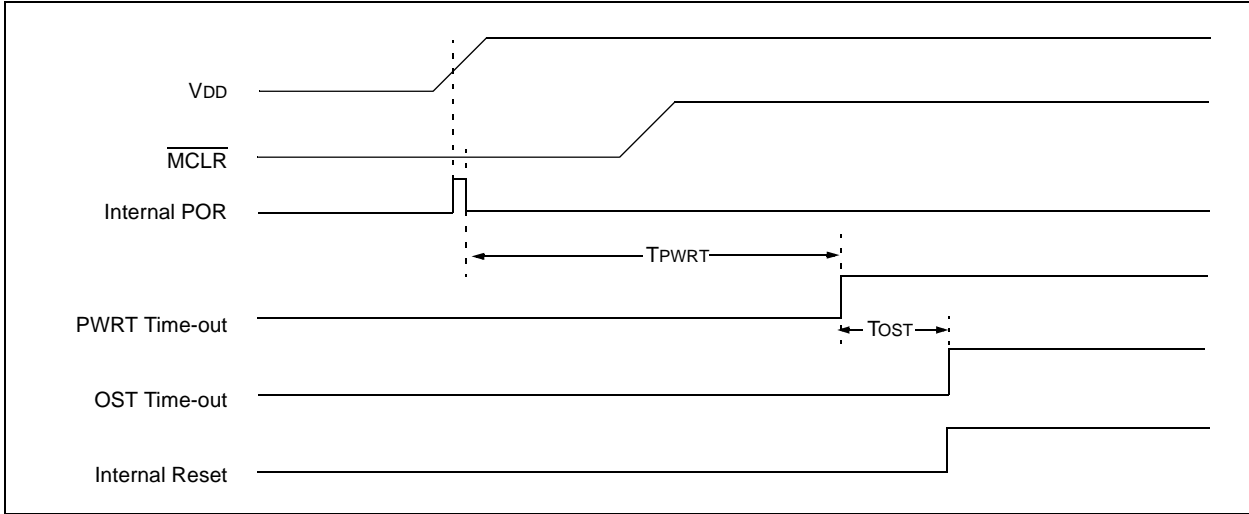 VDD
MCLR
Internal POR
TPWRT
PWRT Time-out
TOST
OST Time-out
Internal Reset